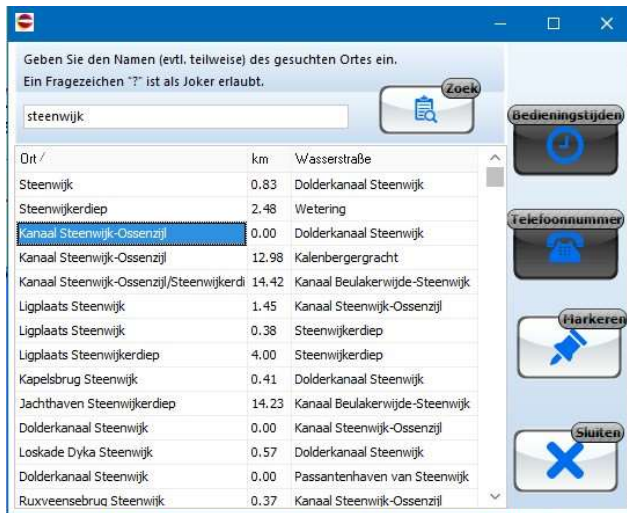 Geben Sie den Namen (evtl. teilweise) des gesuchten Ortes ein.
Ein Fragezeichen "?" ist als Joker erlaubt.
Zoek
steenwijk
Bedieningstijden
Ort / km Wasserstraße
Steenwijk 0.83 Dolderkanaal Steenwijk
Steenwijkerdiep 2.48 Wetering
Telefoonnummer
Kanaal Steenwijk-Ossenzijl 0.00 Dolderkanaal Steenwijk
Kanaal Steenwijk-Ossenzijl 12.98 Kalenbergergracht
Kanaal Steenwijk-Ossenzijl/Steenwijkerdi 14.42 Kanaal Beulakerwijde-Steenwijk
Ligplaats Steenwijk 1.45 Kanaal Steenwijk-Ossenzijl
Markeren
Ligplaats Steenwijk 0.38 Steenwijkerdiep
Ligplaats Steenwijkerdiep 4.00 Steenwijkerdiep
Kapelsbrug Steenwijk 0.41 Dolderkanaal Steenwijk
Jachthaven Steenwijkerdiep 14.23 Kanaal Beulakerwijde-Steenwijk
Dolderkanaal Steenwijk 0.00 Kanaal Steenwijk-Ossenzijl
Sluiten
Loskade Dyka Steenwijk 0.57 Dolderkanaal Steenwijk
Dolderkanaal Steenwijk 0.00 Passantenhaven van Steenwijk
Ruxveensebrug Steenwijk 0.37 Kanaal Steenwijk-Ossenzijl